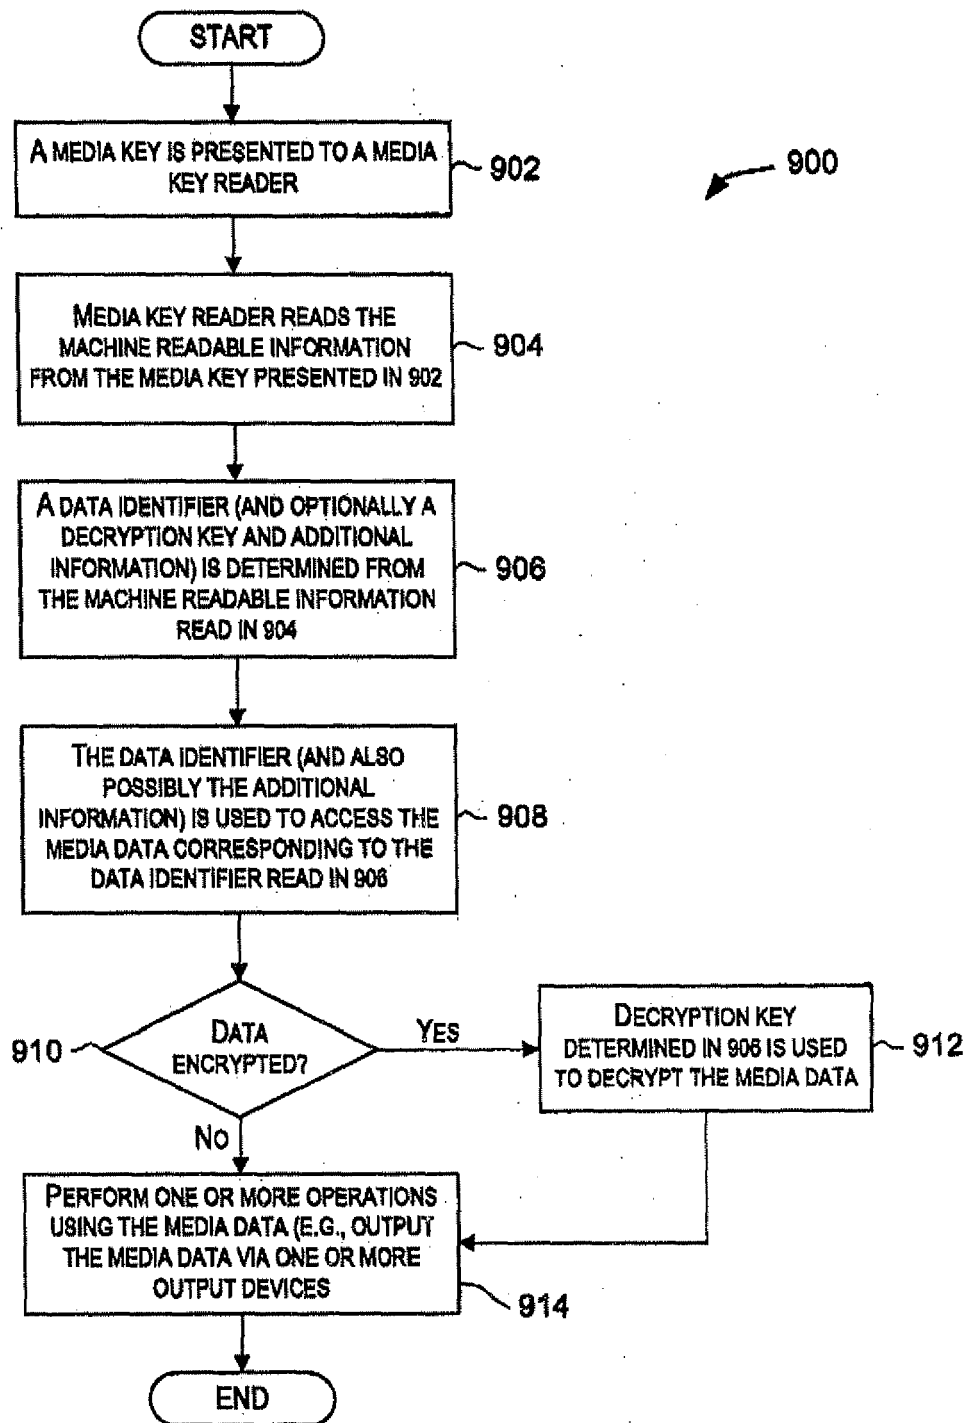 START
A MEDIA KEY IS PRESENTED TO A MEDIA
KEY READER
902
900
MEDIA KEY READER READS THE
MACHINE READABLE INFORMATION
FROM THE MEDIA KEY PRESENTED IN 902
904
A DATA IDENTIFIER (AND OPTIONALLY A
DECRYPTION KEY AND ADDITIONAL
INFORMATION) IS DETERMINED FROM
THE MACHINE READABLE INFORMATION
READ IN 904
906
THE DATA IDENTIFIER (AND ALSO
POSSIBLY THE ADDITIONAL
INFORMATION) IS USED TO ACCESS THE
MEDIA DATA CORRESPONDING TO THE
DATA IDENTIFIER READ IN 906
908
910
DATA
ENCRYPTED?
YES
DECRYPTION KEY
DETERMINED IN 906 IS USED
TO DECRYPT THE MEDIA DATA
912
NO
PERFORM ONE OR MORE OPERATIONS
USING THE MEDIA DATA (E.G., OUTPUT
THE MEDIA DATA VIA ONE OR MORE
OUTPUT DEVICES
914
END